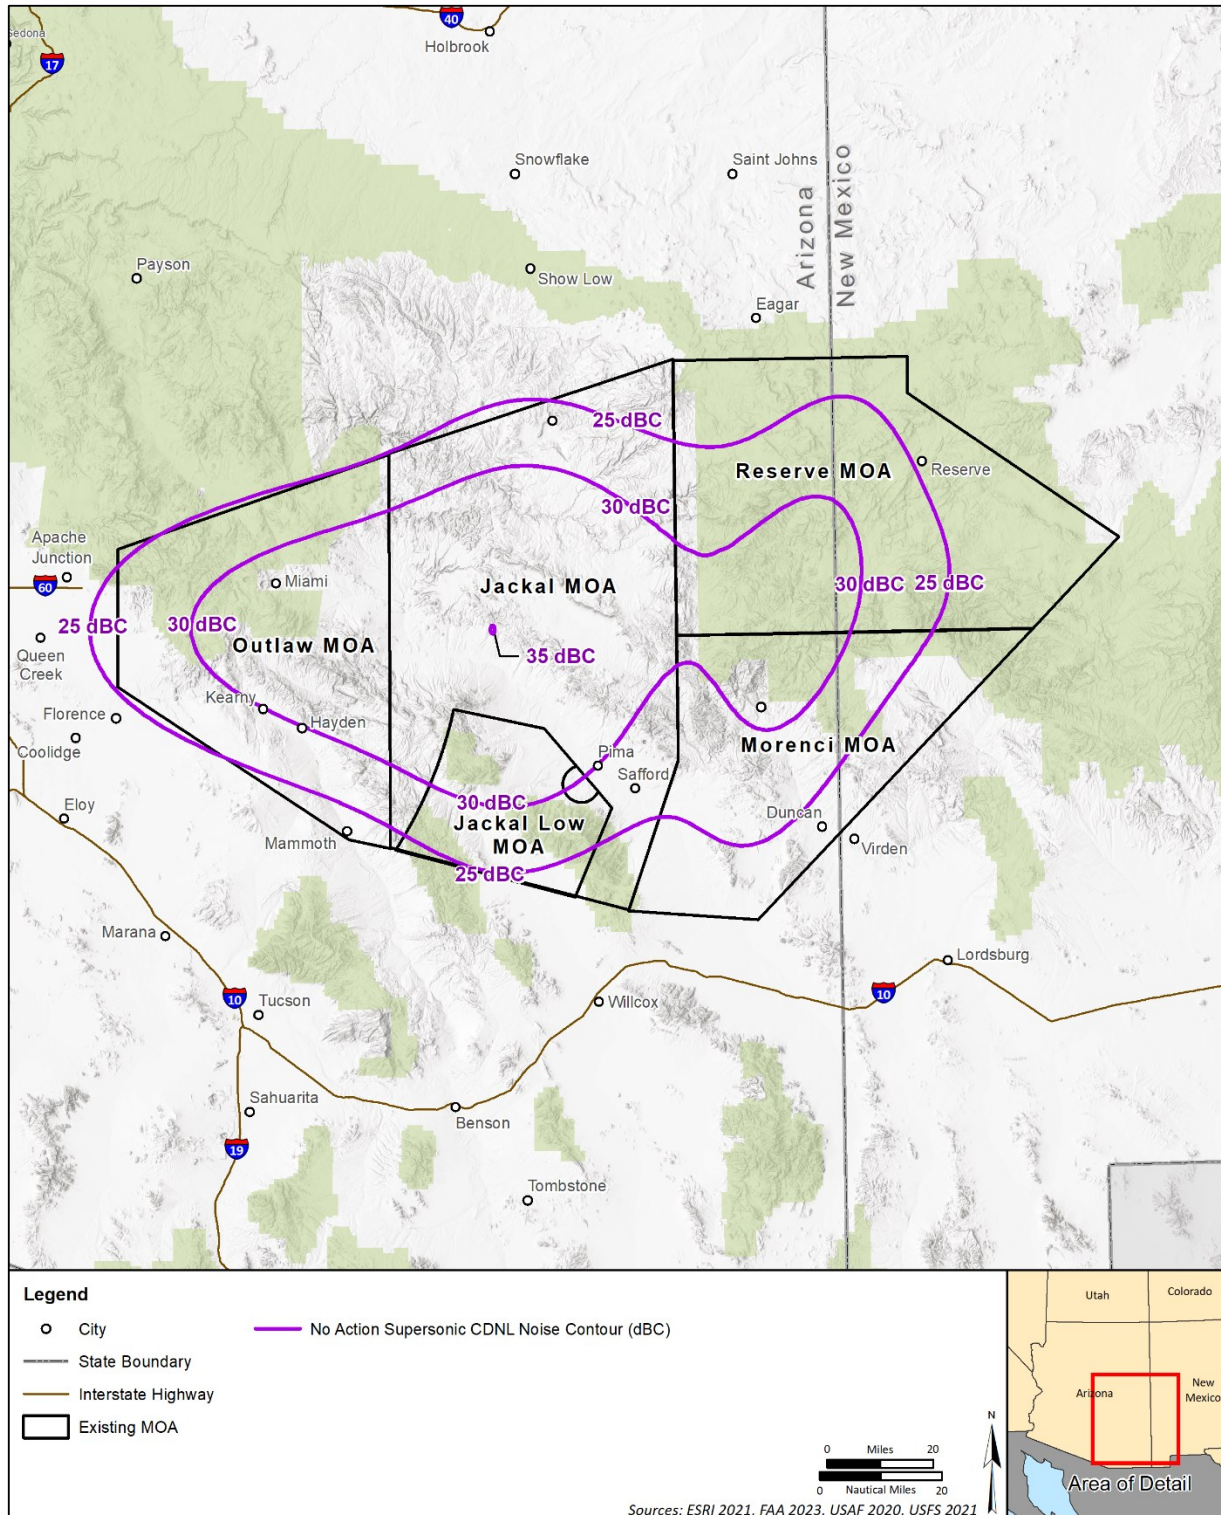 40
Sedona
Holbrook
17
Snowflake
Saint Johns
Arizona
New Mexico
Payson
Show Low
Eagar
25 dBC
Reserve MOA
Reserve
30 dBC
Apache
Junction
60
Miami
Jackal MOA
30 dBC
25 dBC
25 dBC
30 dBC
Outlaw MOA
35 dBC
Queen
Creek
Kearny
Hayden
Florence
Coolidge
Morenci MOA
Pima
Safford
Eloy
30 dBC
Jackal Low
MOA
Duncan
Virden
Mammoth
25 dBC
Marana
Lordsburg
10
Tucson
Willcox
10
Sahuarita
Benson
19
Tombstone
Legend
City
No Action Supersonic CDNL Noise Contour (dBC)
State Boundary
Interstate Highway
Existing MOA
N
0 Miles 20
0 Nautical Miles 20
Sources: ESRI 2021, FAA 2023, USAF 2020, USFS 2021
Utah
Colorado
Arizona
New
Mexico
Area of Detail